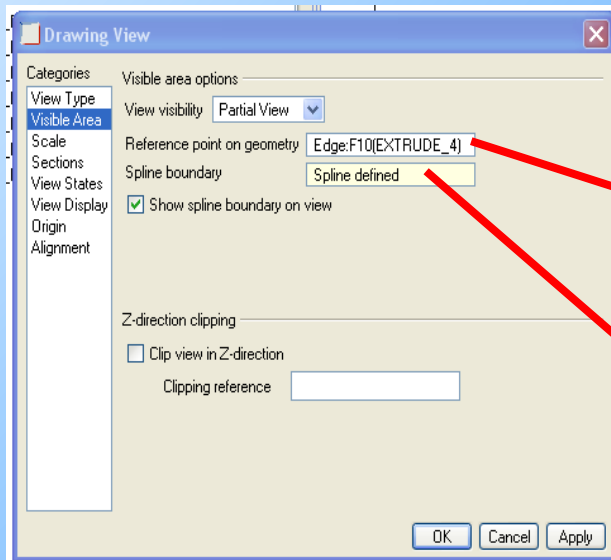 Drawing View
Categories
View Type
Visible Area
Scale
Sections
View States
View Display
Origin
Alignment
Visible area options
View visibility Partial View
Reference point on geometry Edge:F10(EXTRUDE_4)
Spline boundary Spline defined
Show spline boundary on view
Z-direction clipping
Clip view in Z-direction
Clipping reference
OK Cancel Apply